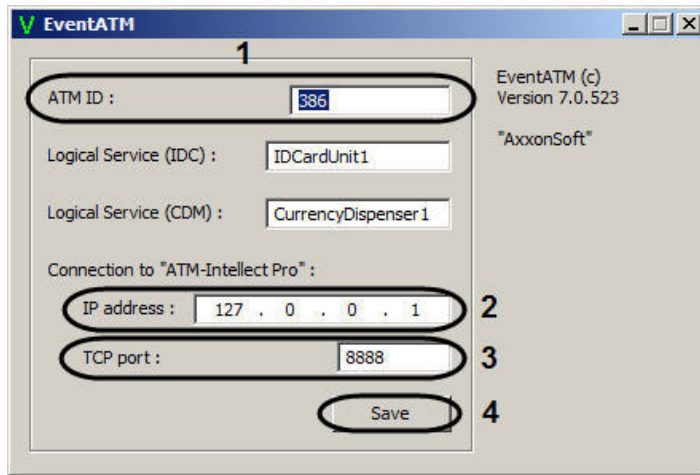 EventATM
1
ATM ID :
386
EventATM (c)
Version 7.0.523
"AxxonSoft"
Logical Service (IDC) :
IDCardUnit1
Logical Service (CDM) :
CurrencyDispenser1
Connection to "ATM-Intellect Pro" :
IP address :
127 . 0 . 0 . 1
2
TCP port :
8888
3
Save
4